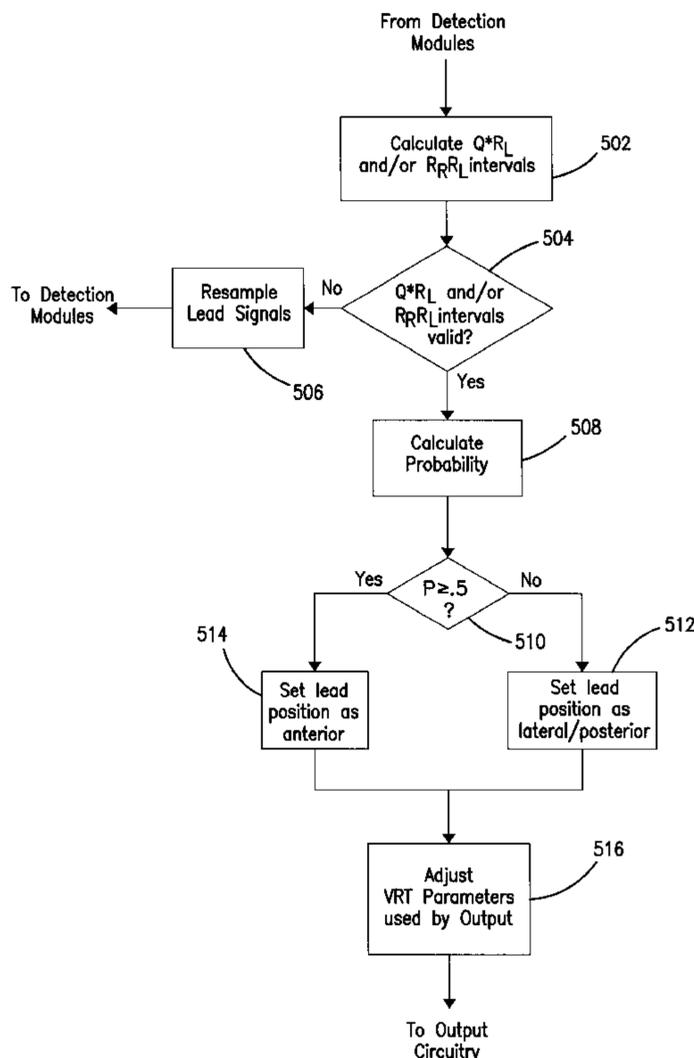 From Detection
Modules
Calculate Q*RL
and/or RRRL intervals
502
504
Q*RL and/or
RRRL intervals
valid?
No
Resample
Lead Signals
To Detection
Modules
506
Yes
Calculate
Probability
508
P≥.5
?
Yes
No
510
514
512
Set lead
position as
anterior
Set lead
position as
lateral/posterior
Adjust
VRT Parameters
used by Output
516
To Output
Circuitry